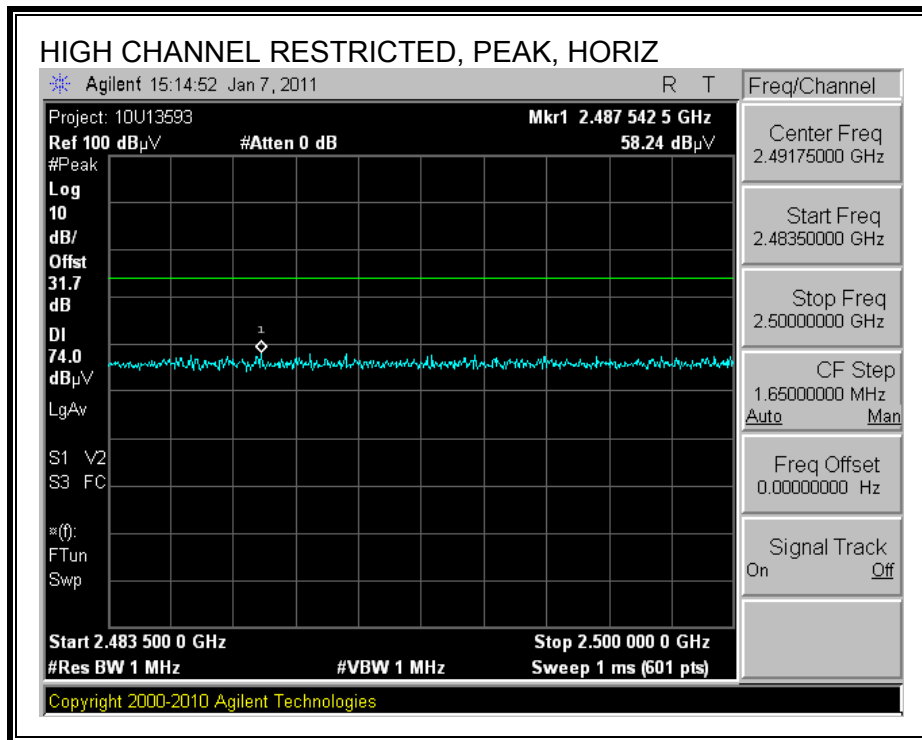 HIGH CHANNEL RESTRICTED, PEAK, HORIZ
Agilent 15:14:52 Jan 7, 2011 R T
Project: 10U13593 Mkr1 2.487 542 5 GHz
Ref 100 dBµV #Atten 0 dB 58.24 dBµV
#Peak
Log
10
dB/
Offst
31.7
dB
DI
74.0
dBµV
LgAv
S1 V2
S3 FC
¤(f):
FTun
Swp
1
Start 2.483 500 0 GHz Stop 2.500 000 0 GHz
#Res BW 1 MHz #VBW 1 MHz Sweep 1 ms (601 pts)
Freq/Channel
Center Freq
2.49175000 GHz
Start Freq
2.48350000 GHz
Stop Freq
2.50000000 GHz
CF Step
1.65000000 MHz
Auto Man
Freq Offset
0.00000000 Hz
Signal Track
On Off
Copyright 2000-2010 Agilent Technologies